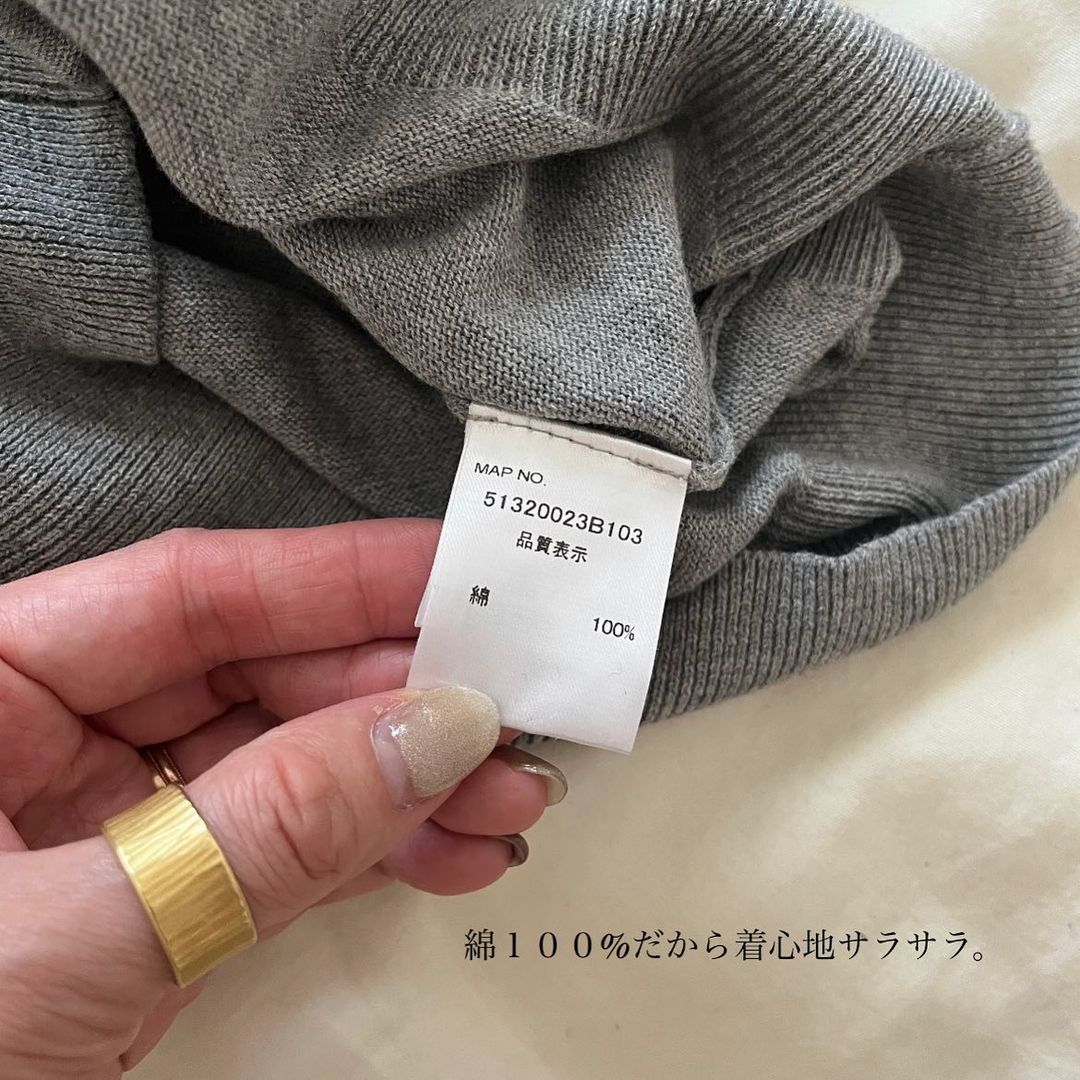 MAP NO.
51320023B103
品質表示
綿 100%
綿１００%だから着心地サラサラ。